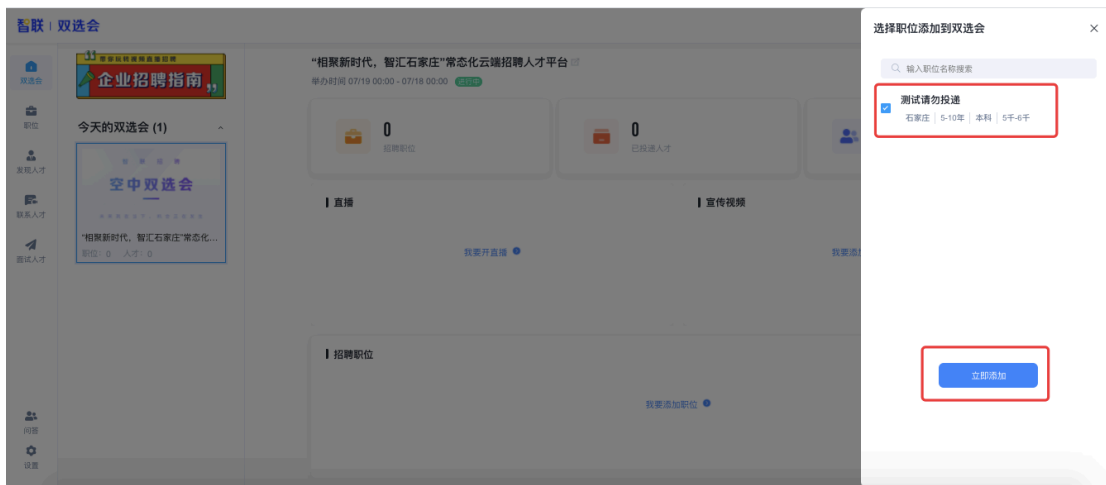 智联 | 双选会
双选会
职位
发现人才
联系人才
面试人才
问答
设置
企业招聘指南
今天的双选会 (1)
空中双选会
“相聚新时代，智汇石家庄”常态化...
职位：0 人才：0
“相聚新时代，智汇石家庄”常态化云端招聘人才平台
举办时间 07/19 00:00 - 07/18 00:00 进行中
0
招聘职位
0
已投递人才
直播
宣传视频
我要开直播
我要添加
招聘职位
我要添加职位
选择职位添加到双选会
输入职位名称搜索
测试请勿投递
石家庄 | 5-10年 | 本科 | 5千-6千
立即添加